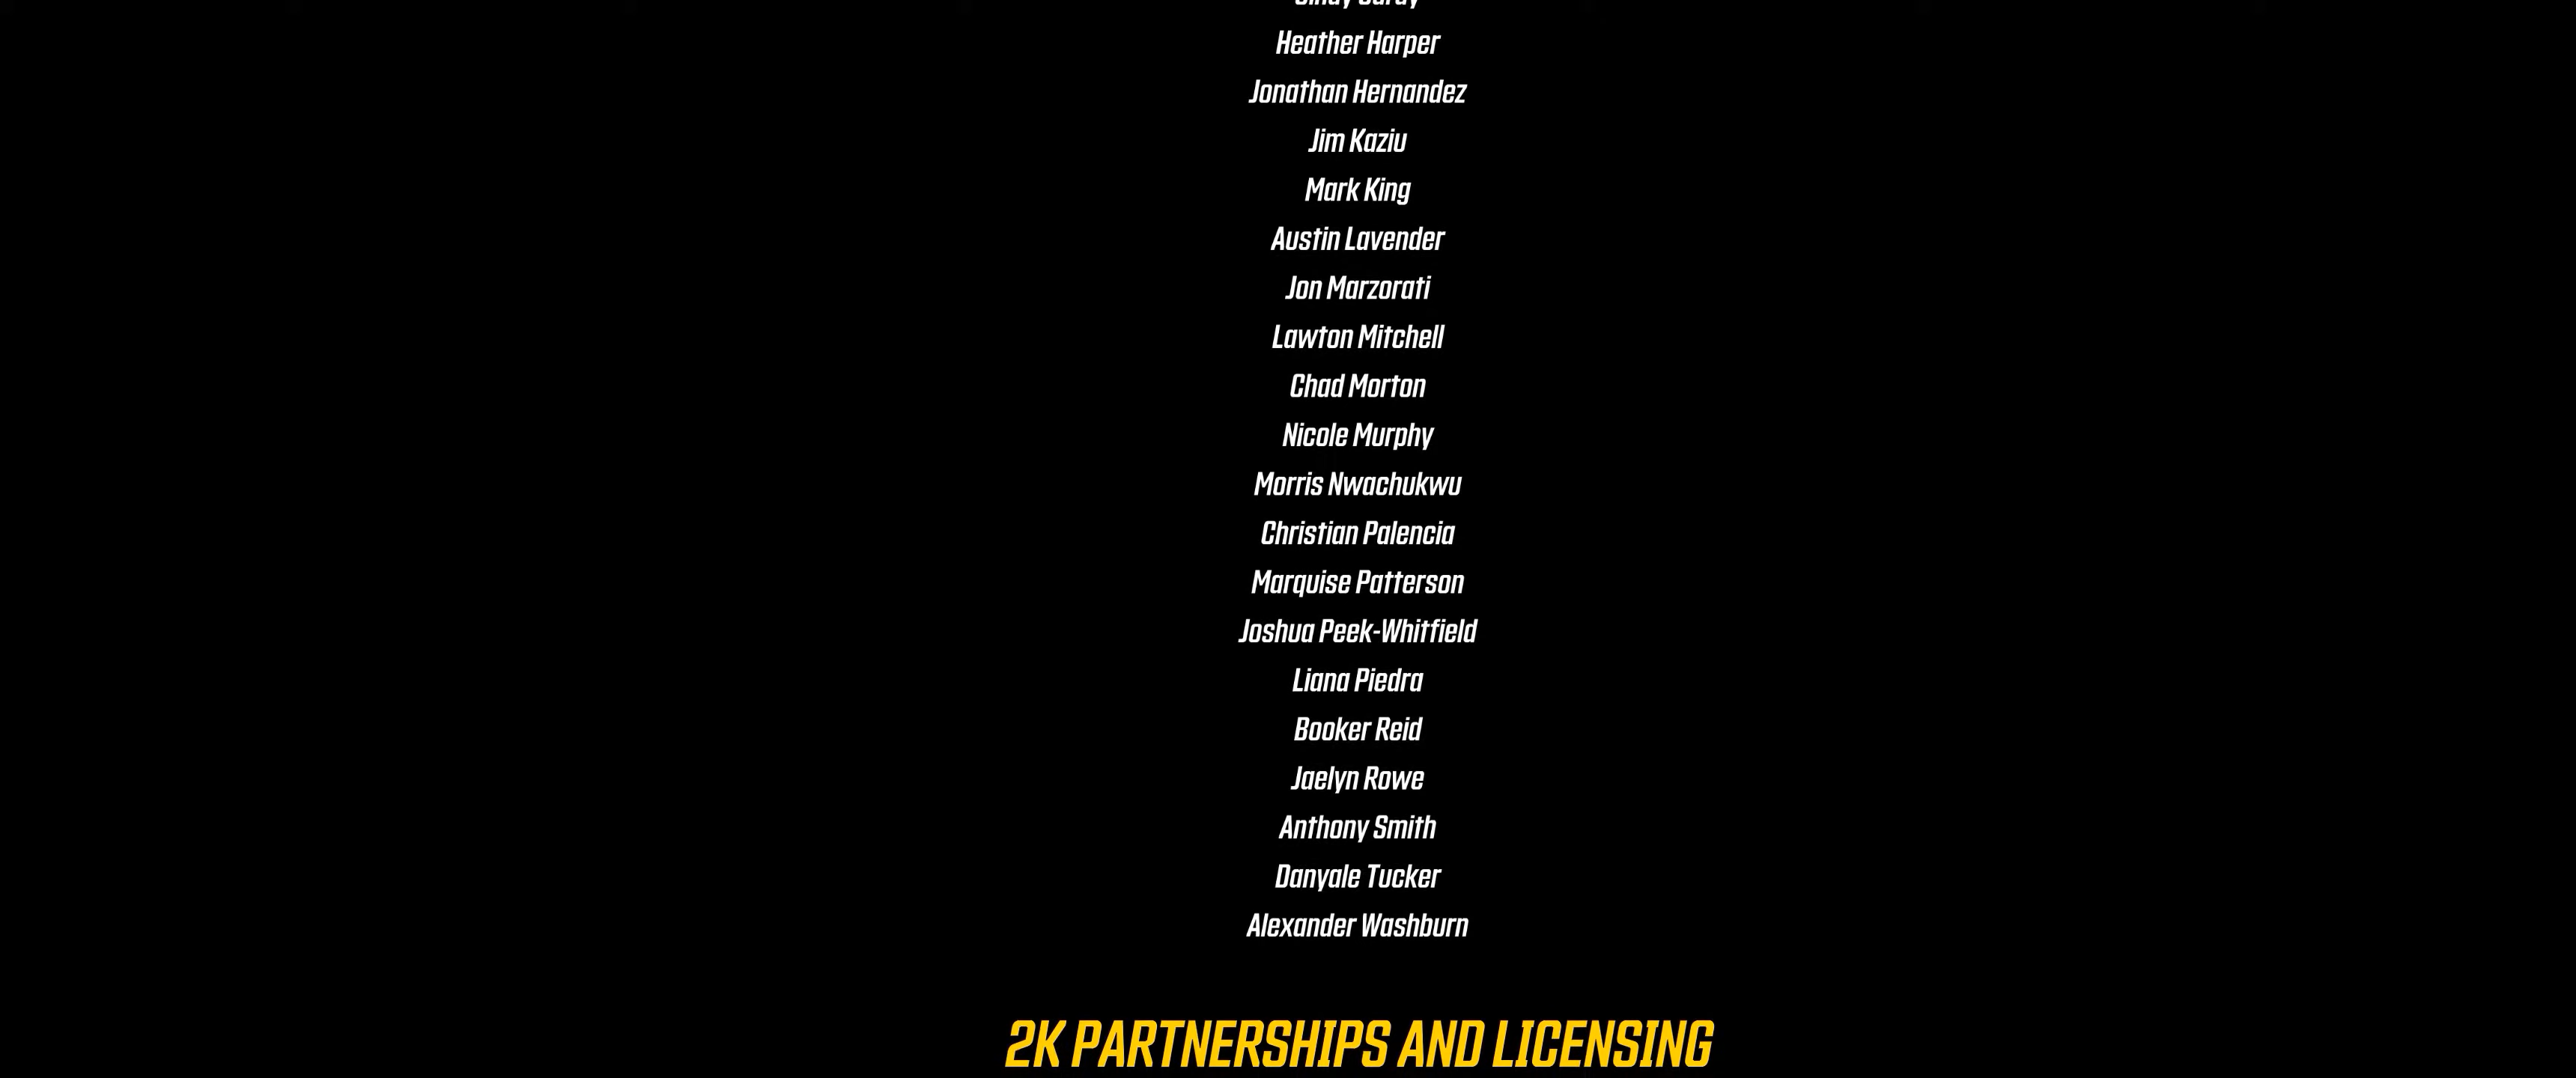 Heather Harper
Jonathan Hernandez
Jim Kaziu
Mark King
Austin Lavender
Jon Marzorati
Lawton Mitchell
Chad Morton
Nicole Murphy
Morris Nwachukwu
Christian Palencia
Marquise Patterson
Joshua Peek-Whitfield
Liana Piedra
Booker Reid
Jaelyn Rowe
Anthony Smith
Danyale Tucker
Alexander Washburn
2K PARTNERSHIPS AND LICENSING